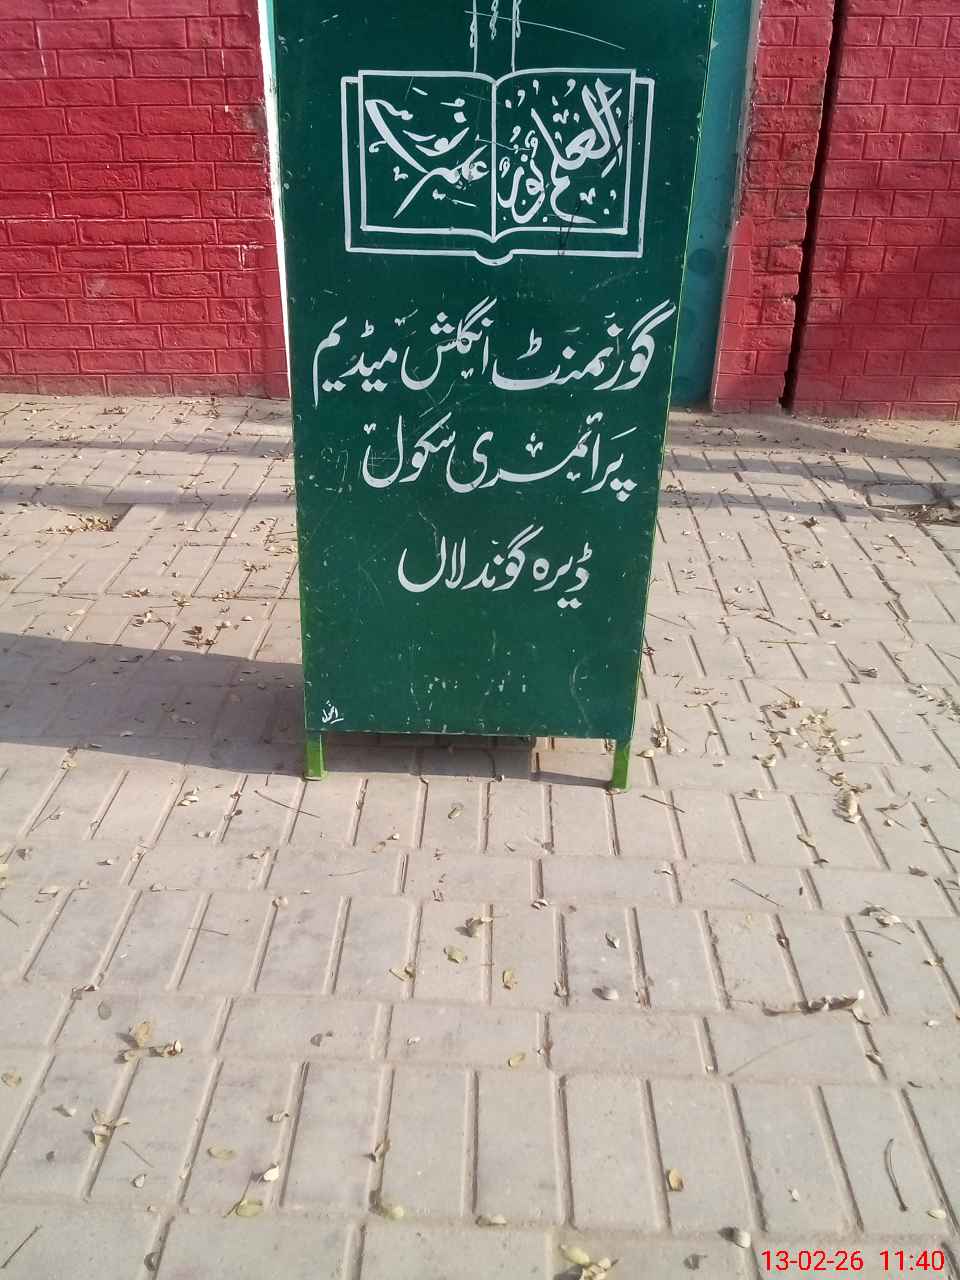 العلم نور
گورنمنٹ انگلش میڈیم
پرائمری سکول
ڈیرہ گوندلاں
13-02-26 11:40